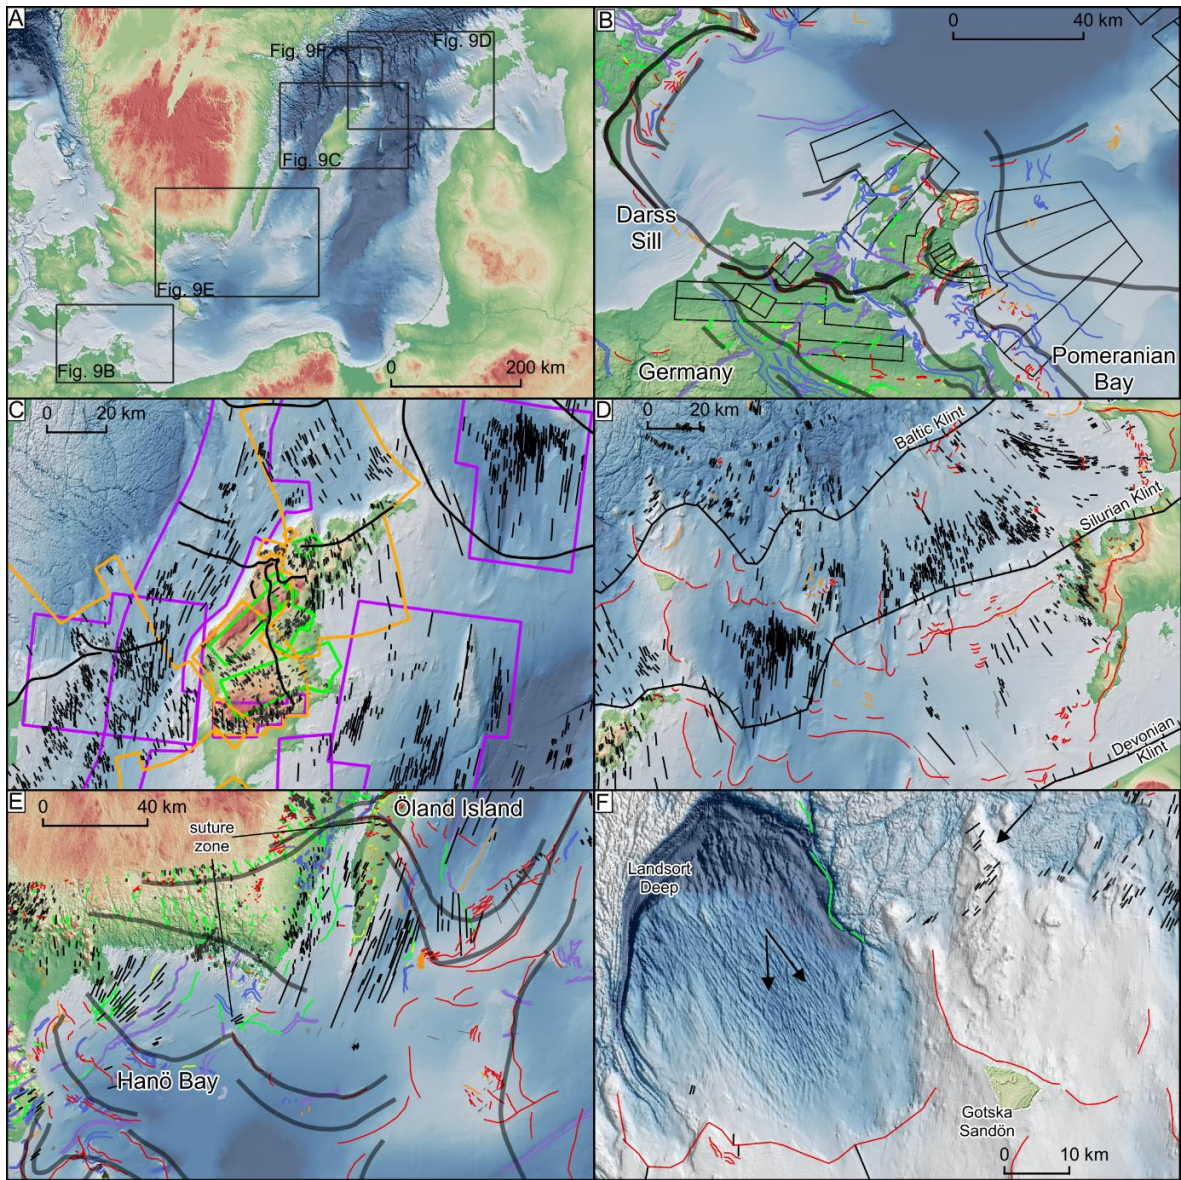 A
Fig. 9F
Fig. 9D
Fig. 9C
Fig. 9E
Fig. 9B
0 200 km
B
0 40 km
Darss
Sill
Germany
Pomeranian
Bay
C
0 20 km
D
0 20 km
Baltic Klint
Silurian Klint
Devonian
Klint
E
0 40 km
Öland Island
suture
zone
Hanö Bay
F
Landsort
Deep
Gotska
Sandön
0 10 km